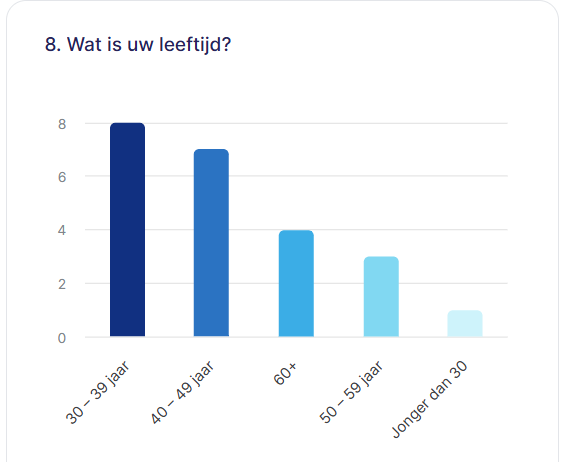 8. Wat is uw leeftijd?
8
6
4
2
0
30 – 39 jaar
40 – 49 jaar
60+
50 – 59 jaar
Jonger dan 30